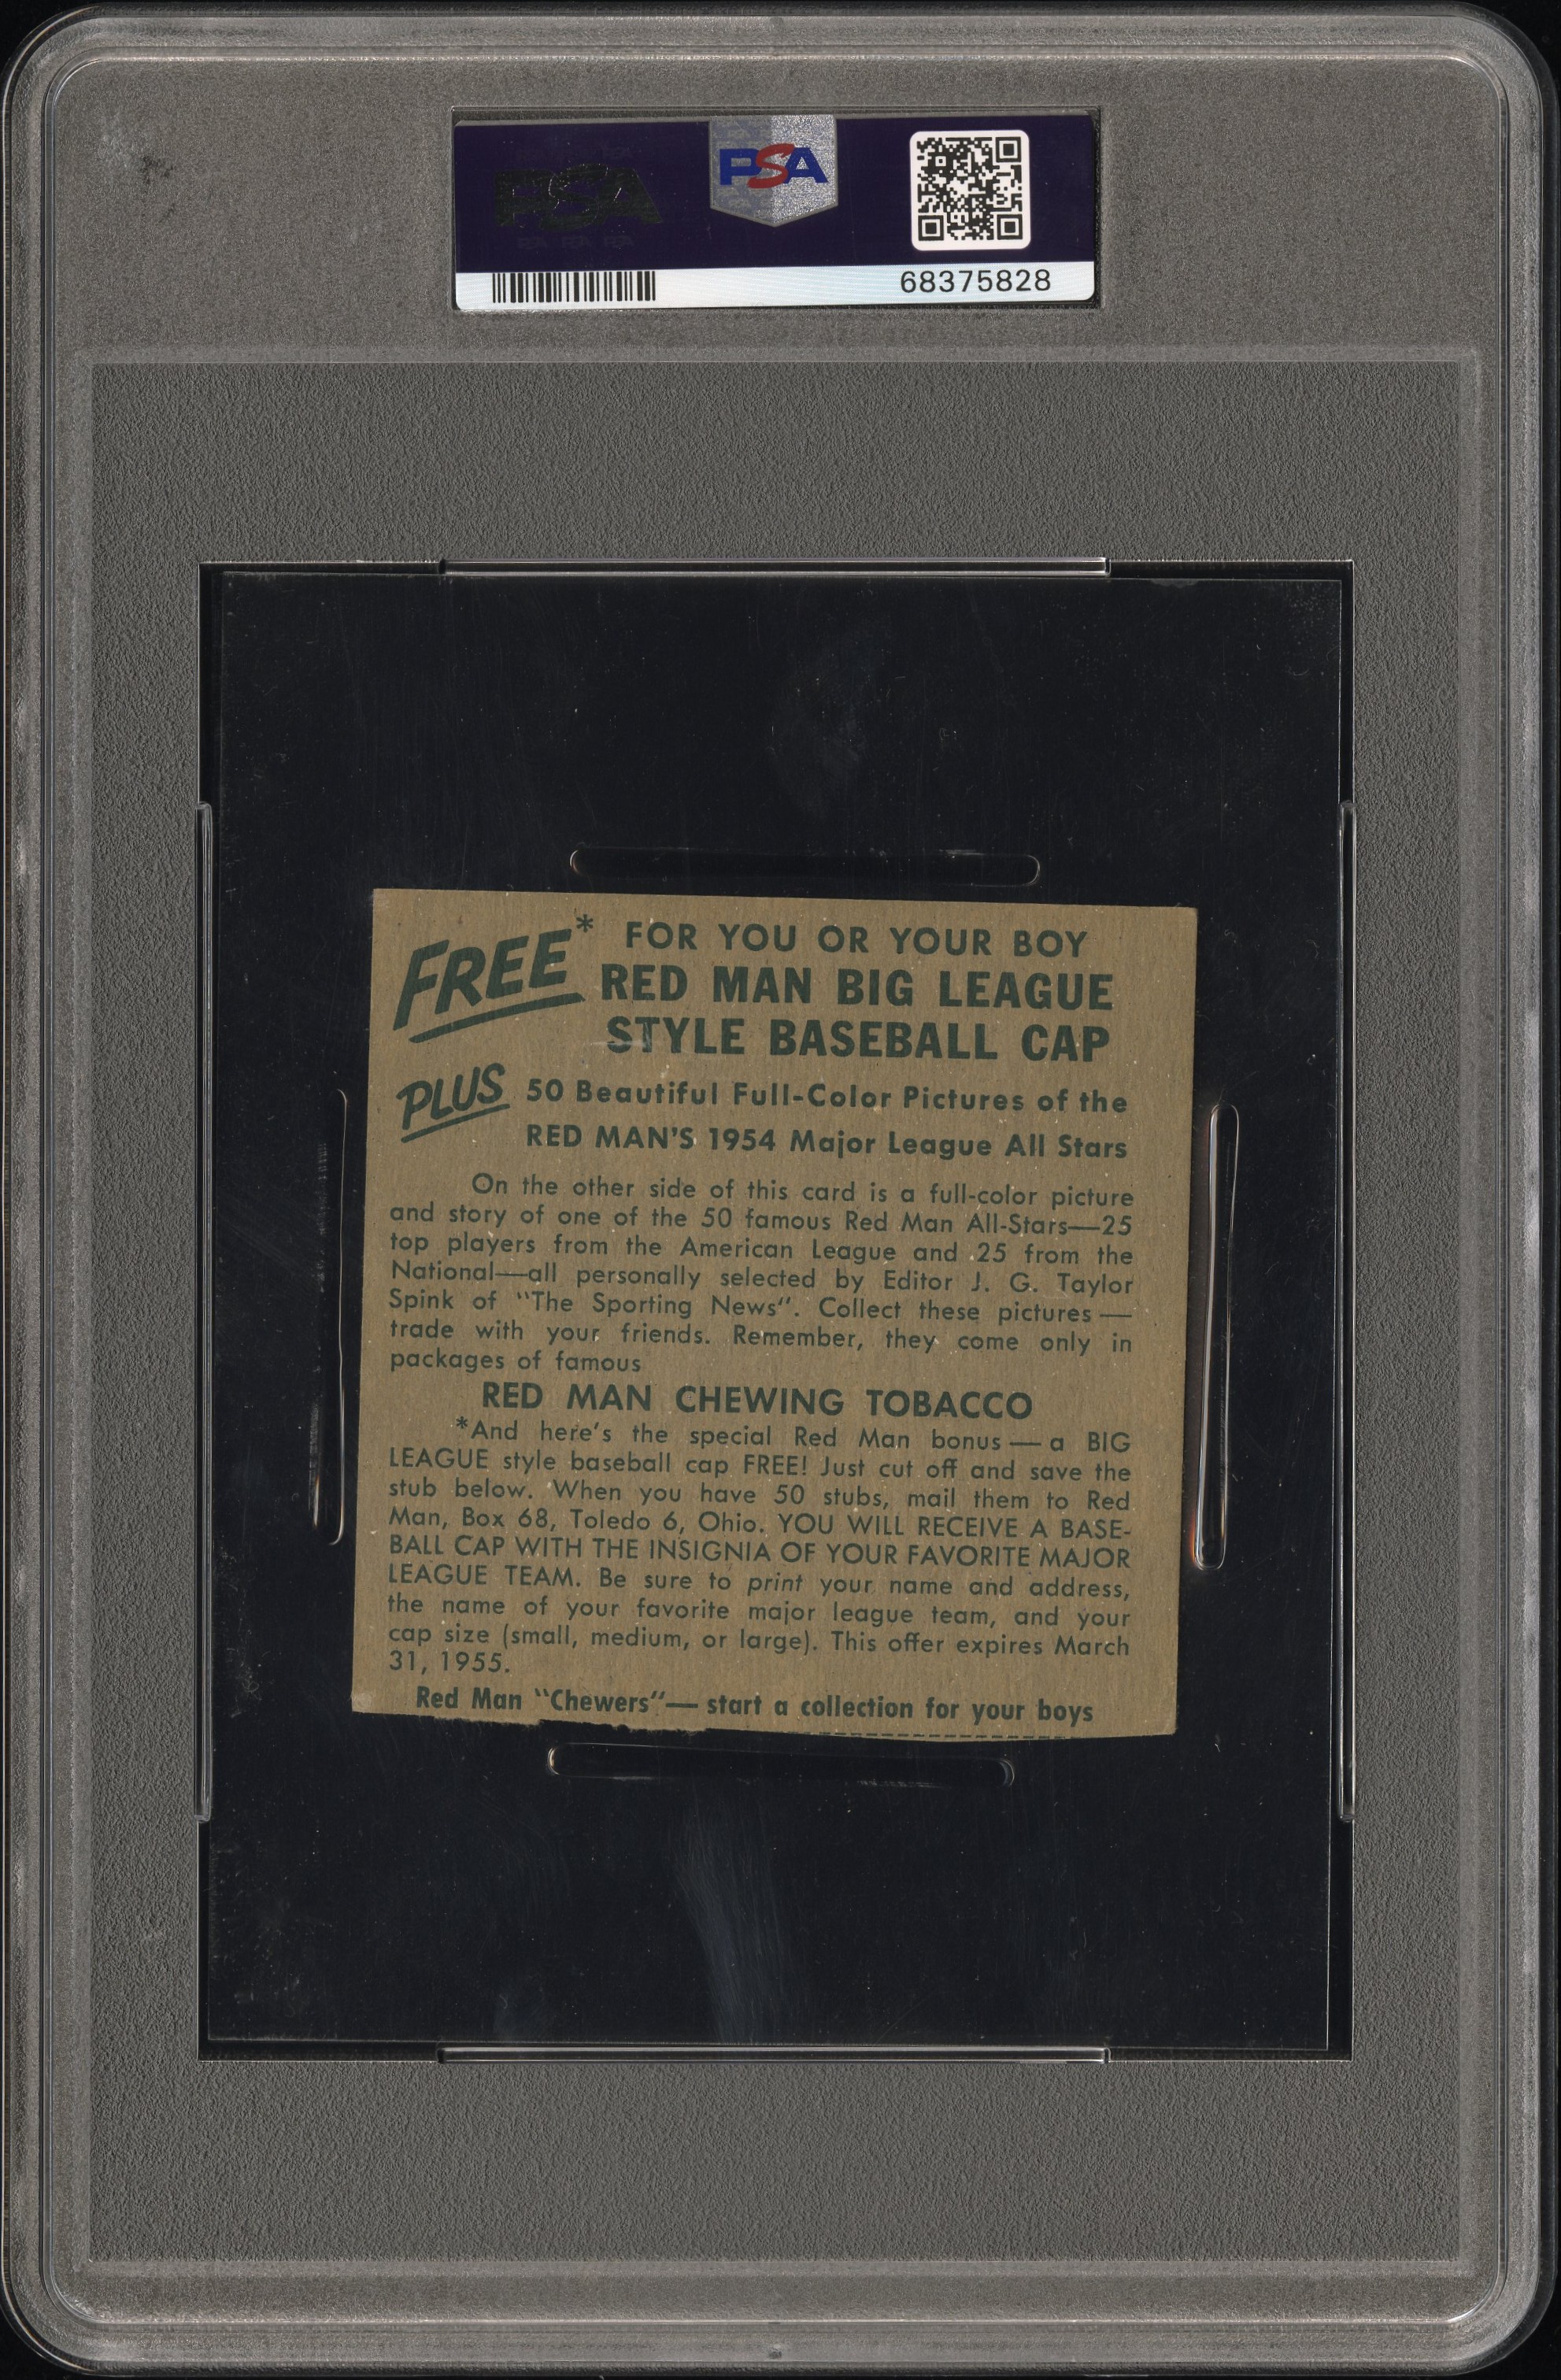 PSA
PSA
68375828
FREE* FOR YOU OR YOUR BOY
RED MAN BIG LEAGUE
STYLE BASEBALL CAP
PLUS 50 Beautiful Full-Color Pictures of the
RED MAN'S 1954 Major League All Stars
On the other side of this card is a full-color picture
and story of one of the 50 famous Red Man All-Stars—25
top players from the American League and 25 from the
National—all personally selected by Editor J. G. Taylor
Spink of "The Sporting News". Collect these pictures —
trade with your friends. Remember, they come only in
packages of famous
RED MAN CHEWING TOBACCO
*And here's the special Red Man bonus — a BIG
LEAGUE style baseball cap FREE! Just cut off and save the
stub below. When you have 50 stubs, mail them to Red
Man, Box 68, Toledo 6, Ohio. YOU WILL RECEIVE A BASE-
BALL CAP WITH THE INSIGNIA OF YOUR FAVORITE MAJOR
LEAGUE TEAM. Be sure to print your name and address,
the name of your favorite major league team, and your
cap size (small, medium, or large). This offer expires March
31, 1955.
Red Man "Chewers"— start a collection for your boys